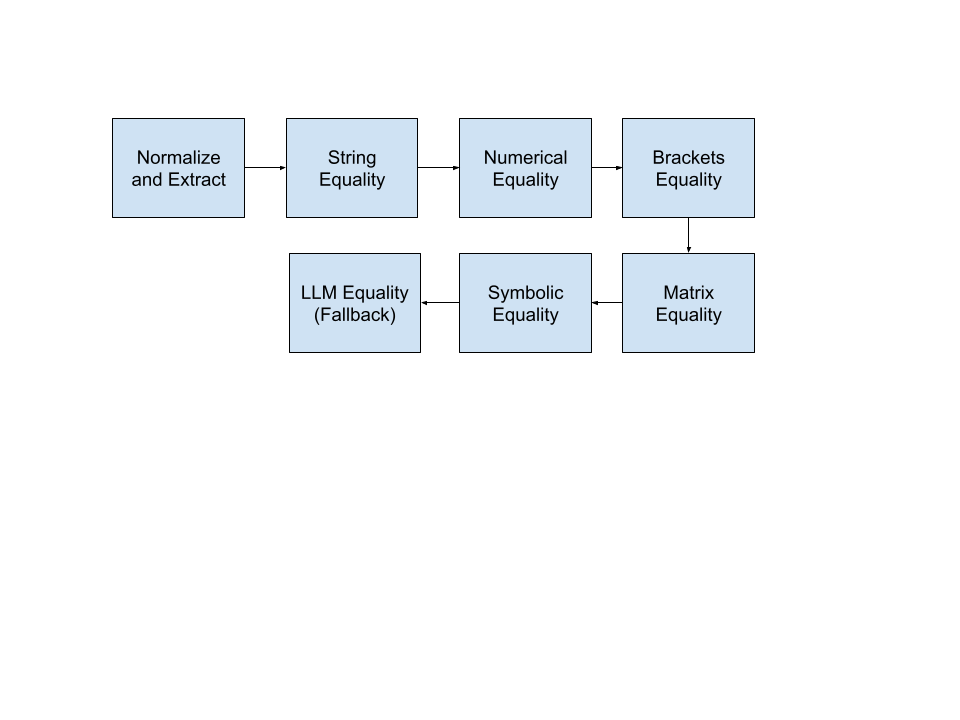 Normalize
and Extract
String
Equality
Numerical
Equality
Brackets
Equality
LLM Equality
(Fallback)
Symbolic
Equality
Matrix
Equality